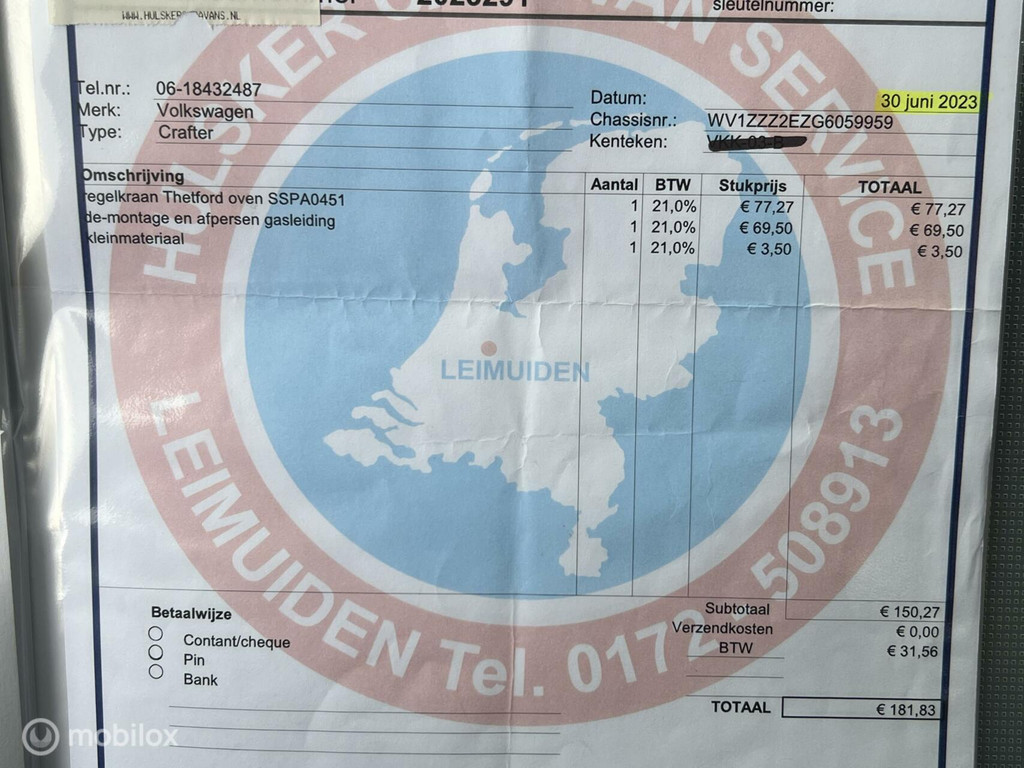 WWW.HULSKERCARAVANS.NL
sleutelnummer:
Tel.nr.: 06-18432487
Merk: Volkswagen
Type: Crafter
Datum: 30 juni 2023
Chassisnr.: WV1ZZZ2EZG6059959
Kenteken:
Omschrijving Aantal BTW Stukprijs TOTAAL
regelkraan Thetford oven SSPA0451 1 21,0% € 77,27 € 77,27
de-montage en afpersen gasleiding 1 21,0% € 69,50 € 69,50
kleinmateriaal 1 21,0% € 3,50 € 3,50
HULSKER SERVICE
LEIMUIDEN
LEIMUIDEN Tel. 0172 - 508913
Betaalwijze
Contant/cheque
Pin
Bank
Subtotaal € 150,27
Verzendkosten € 0,00
BTW € 31,56
TOTAAL € 181,83
mobilox